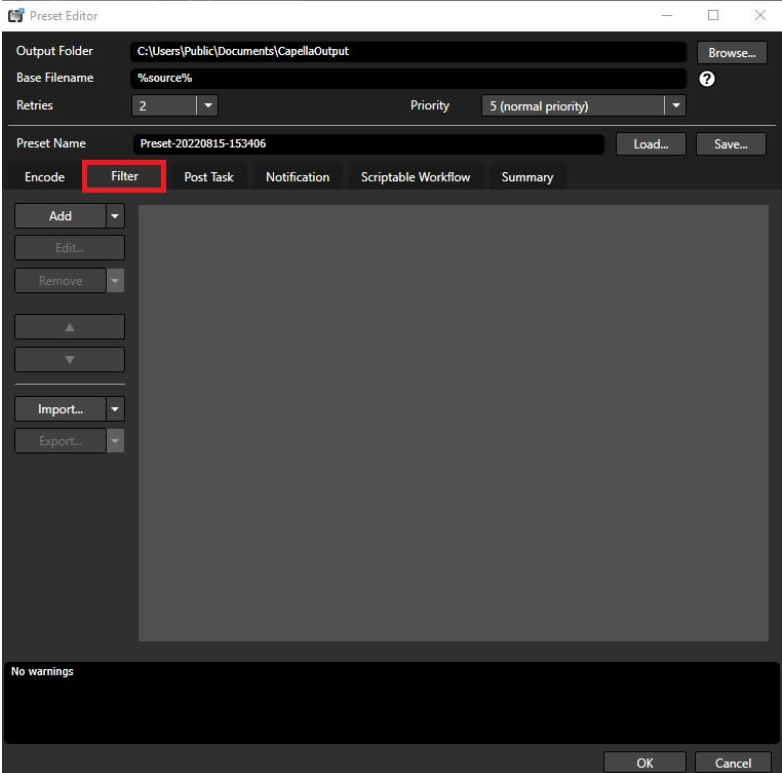 Preset Editor
Output Folder C:\Users\Public\Documents\CapellaOutput Browse...
Base Filename %source% ?
Retries 2 Priority 5 (normal priority)
Preset Name Preset-20220815-153406 Load... Save...
Encode Filter Post Task Notification Scriptable Workflow Summary
Add
Edit...
Remove
Import...
Export...
No warnings
OK Cancel